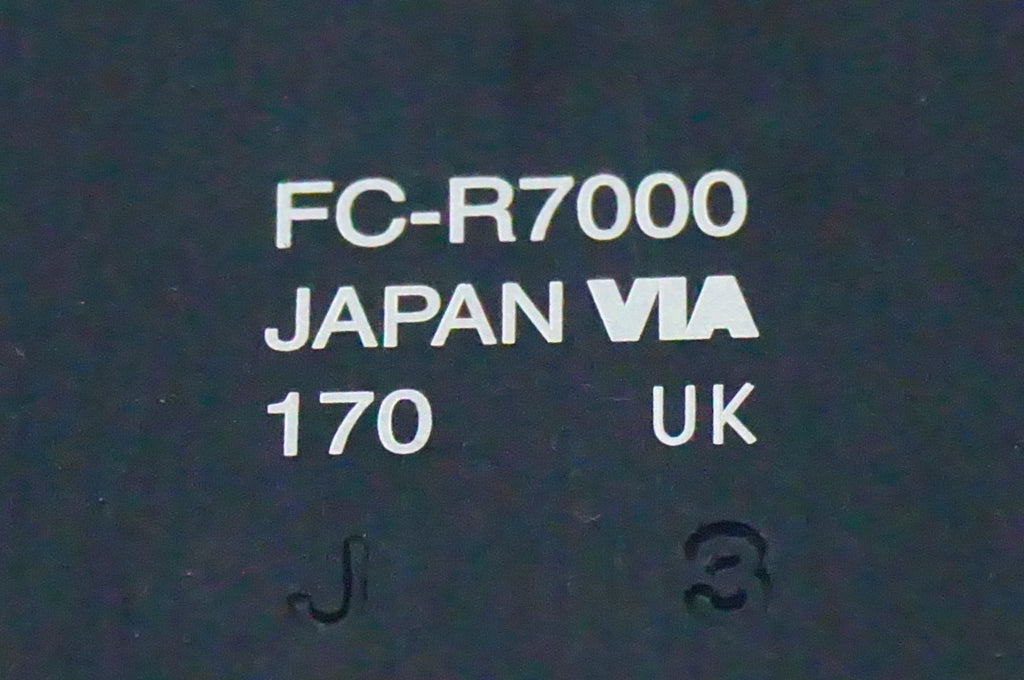 FC-R7000
JAPAN VIA
170 UK
J 3